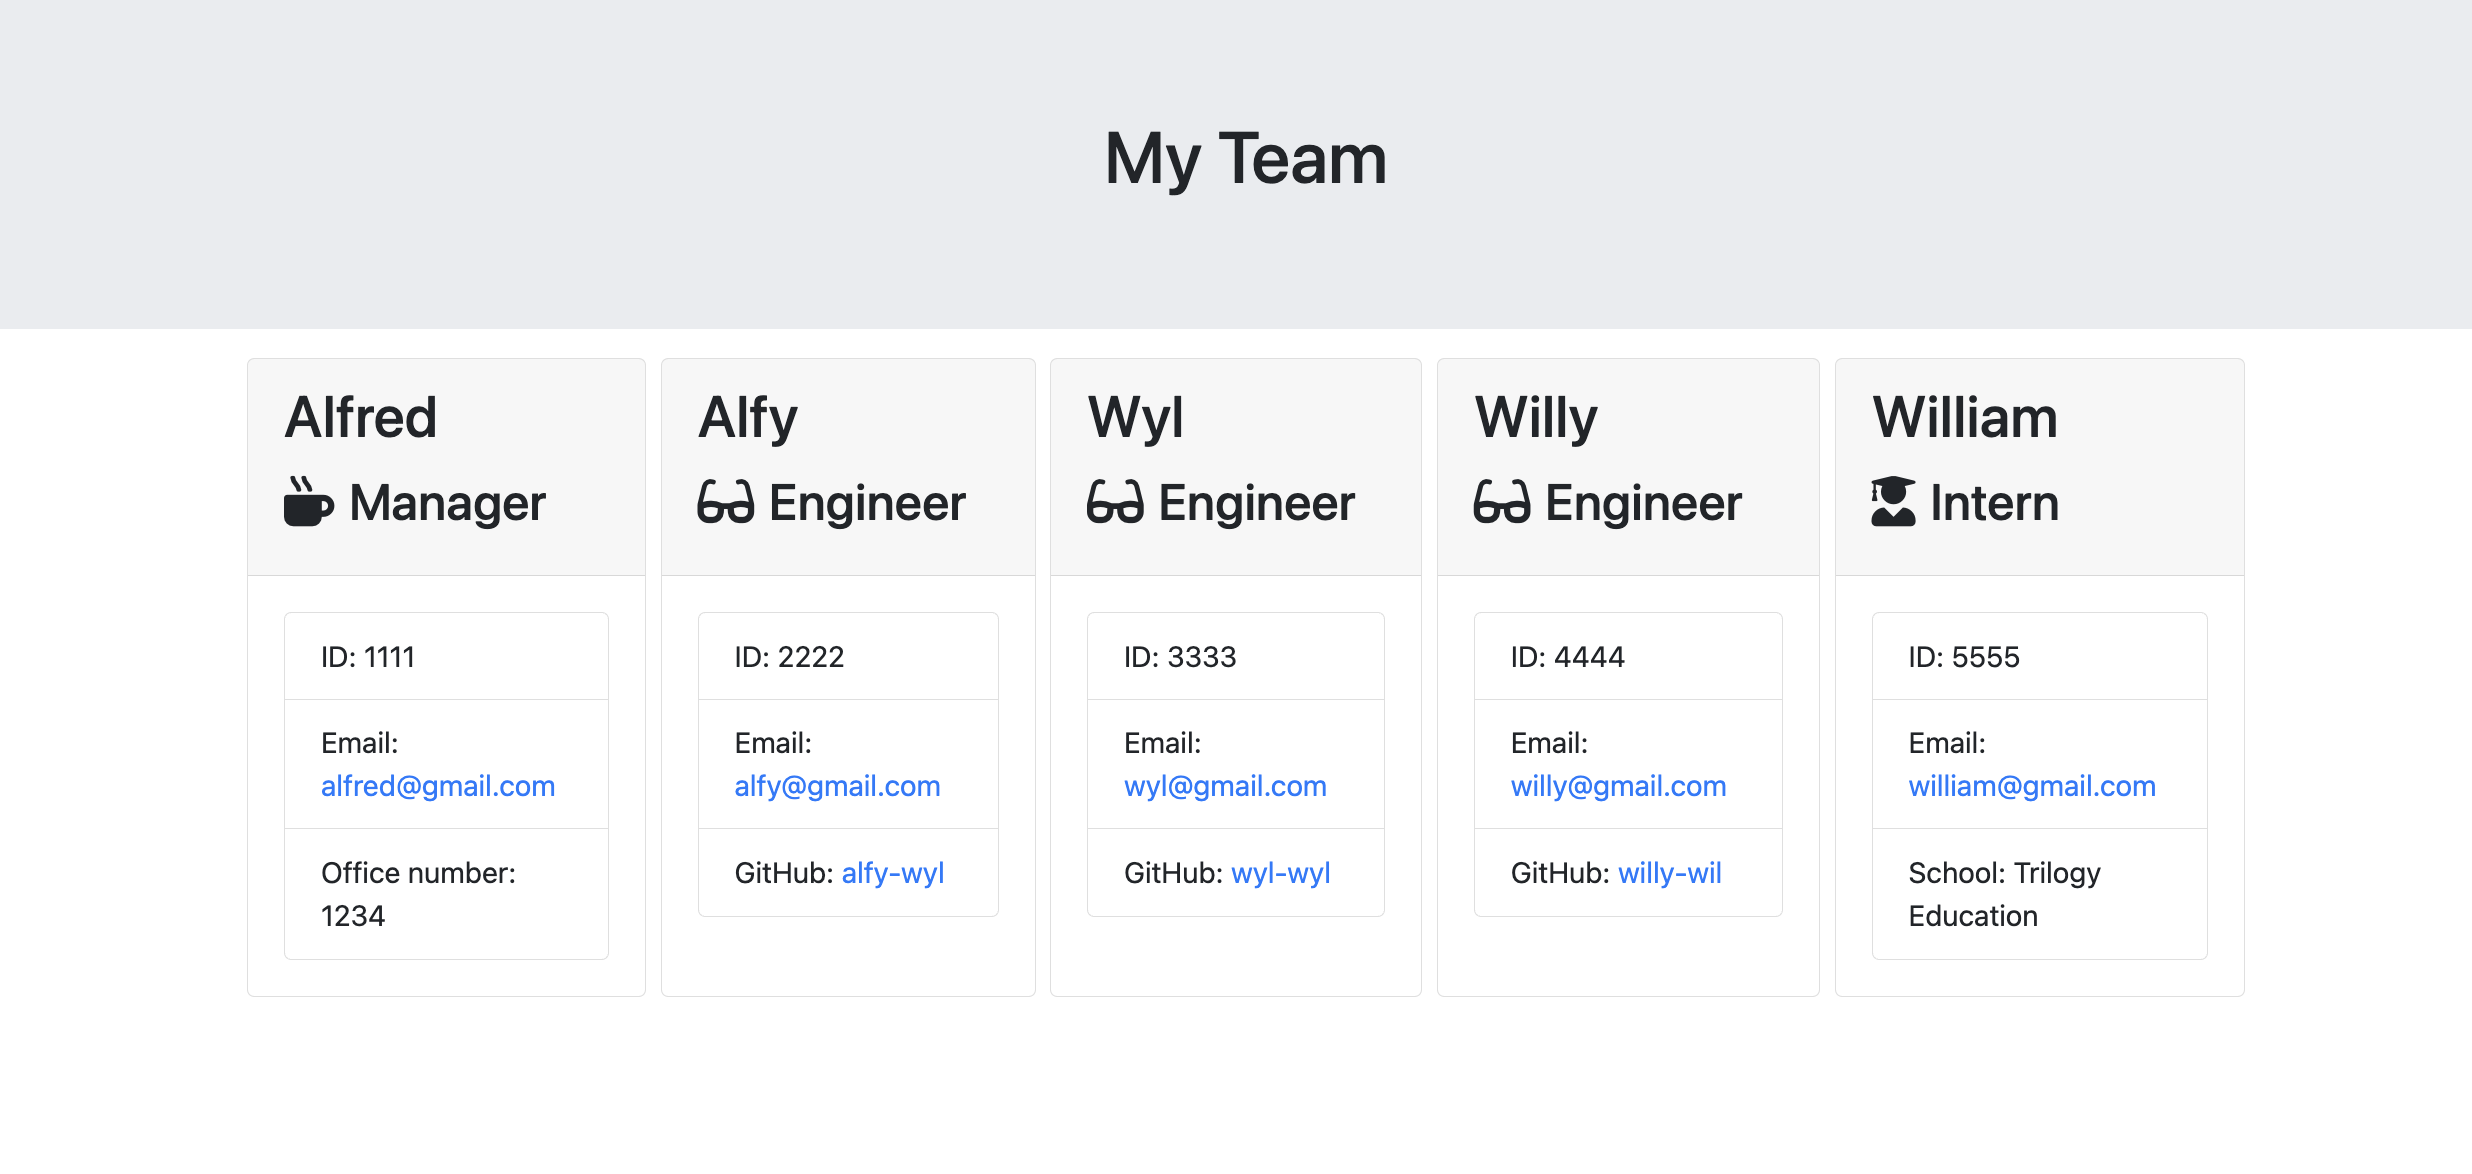 My Team
Alfred
Manager
ID: 1111
Email:
alfred@gmail.com
Office number:
1234
Alfy
Engineer
ID: 2222
Email:
alfy@gmail.com
GitHub: alfy-wyl
Wyl
Engineer
ID: 3333
Email:
wyl@gmail.com
GitHub: wyl-wyl
Willy
Engineer
ID: 4444
Email:
willy@gmail.com
GitHub: willy-wil
William
Intern
ID: 5555
Email:
william@gmail.com
School: Trilogy
Education